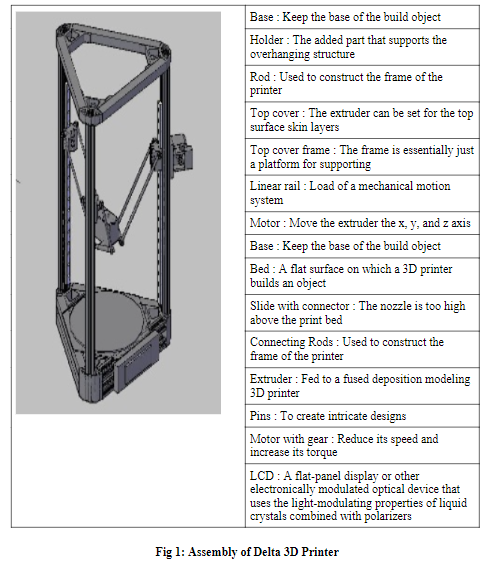 Base : Keep the base of the build object
Holder : The added part that supports the
overhanging structure
Rod : Used to construct the frame of the
printer
Top cover : The extruder can be set for the top
surface skin layers
Top cover frame : The frame is essentially just
a platform for supporting
Linear rail : Load of a mechanical motion
system
Motor : Move the extruder the x, y, and z axis
Base : Keep the base of the build object
Bed : A flat surface on which a 3D printer
builds an object
Slide with connector : The nozzle is too high
above the print bed
Connecting Rods : Used to construct the
frame of the printer
Extruder : Fed to a fused deposition modeling
3D printer
Pins : To create intricate designs
Motor with gear : Reduce its speed and
increase its torque
LCD : A flat-panel display or other
electronically modulated optical device that
uses the light-modulating properties of liquid
crystals combined with polarizers
Fig 1: Assembly of Delta 3D Printer